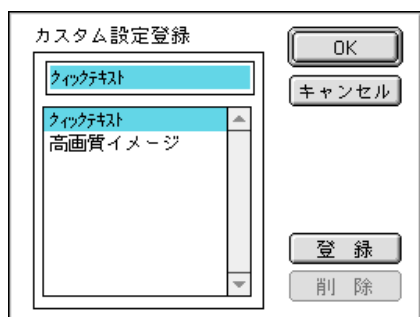 カスタム設定登録
OK
ｸｨｯｸﾃｷｽﾄ
キャンセル
ｸｨｯｸﾃｷｽﾄ
高画質イメージ
登 録
削 除